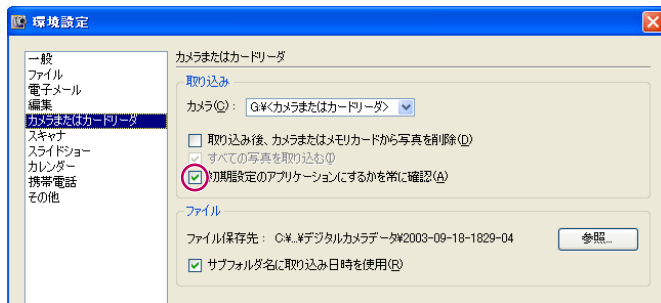 環境設定
一般
ファイル
電子メール
編集
カメラまたはカードリーダ
スキャナ
スライドショー
カレンダー
携帯電話
その他
カメラまたはカードリーダ
取り込み
カメラ(C): G:¥<カメラまたはカードリーダ>
取り込み後、カメラまたはメモリカードから写真を削除(D)
すべての写真を取り込む(I)
初期設定のアプリケーションにするかを常に確認(A)
ファイル
ファイル保存先: C:¥...¥デジタルカメラデータ¥2003-09-18-1829-04
参照...
サブフォルダ名に取り込み日時を使用(R)